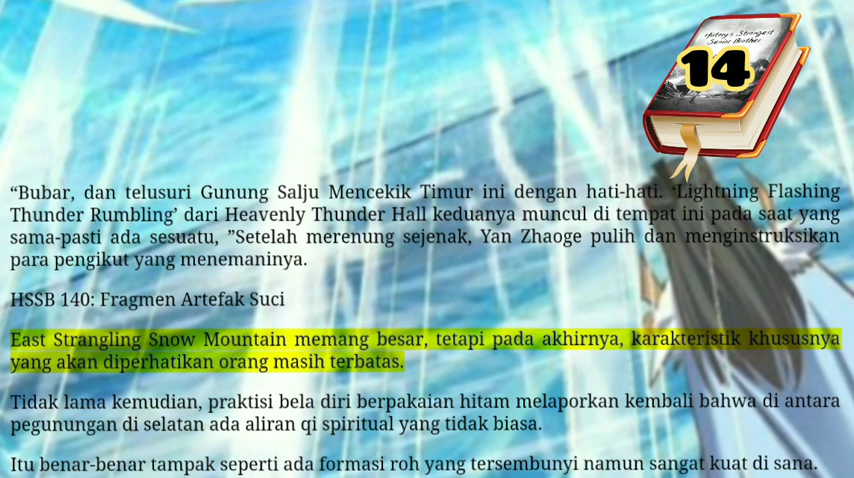 History's Strongest
Senior Brother
14
“Bubar, dan telusuri Gunung Salju Mencekik Timur ini dengan hati-hati. ‘Lightning Flashing
Thunder Rumbling’ dari Heavenly Thunder Hall keduanya muncul di tempat ini pada saat yang
sama-pasti ada sesuatu, ”Setelah merenung sejenak, Yan Zhaoge pulih dan menginstruksikan
para pengikut yang menemaninya.
HSSB 140: Fragmen Artefak Suci
East Strangling Snow Mountain memang besar, tetapi pada akhirnya, karakteristik khususnya
yang akan diperhatikan orang masih terbatas.
Tidak lama kemudian, praktisi bela diri berpakaian hitam melaporkan kembali bahwa di antara
pegunungan di selatan ada aliran qi spiritual yang tidak biasa.
Itu benar-benar tampak seperti ada formasi roh yang tersembunyi namun sangat kuat di sana.